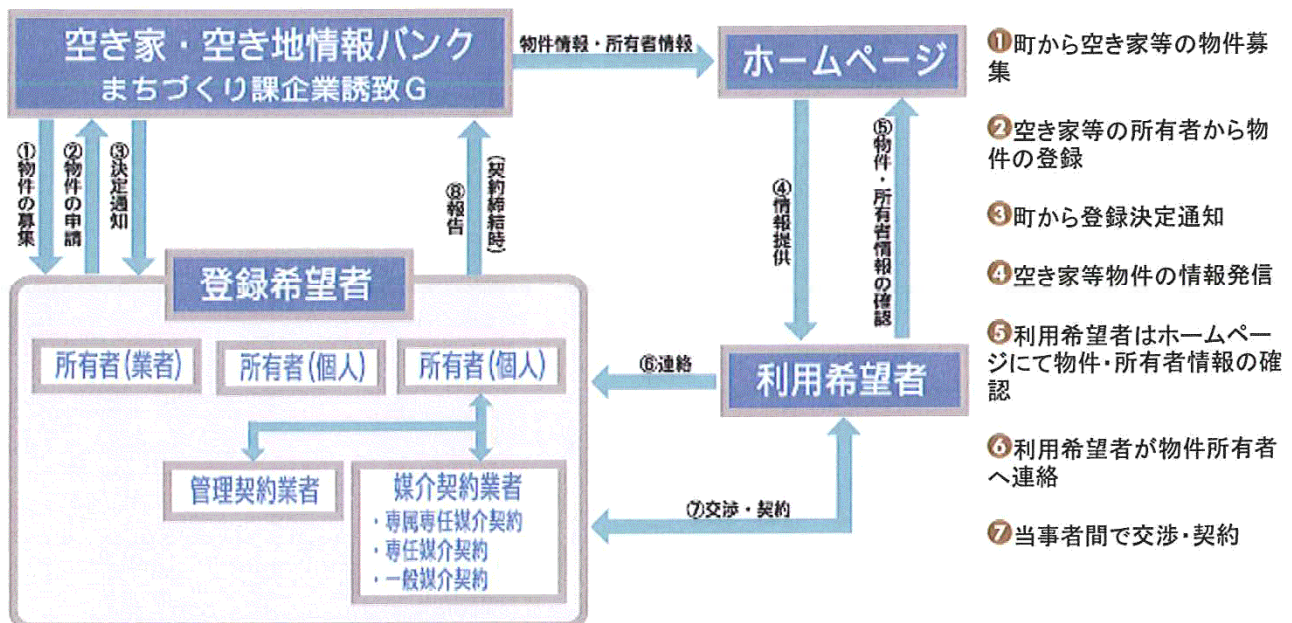 空き家・空き地情報バンク
まちづくり課企業誘致G
物件情報・所有者情報
ホームページ
①物件の募集
②物件の申請
③決定通知
⑧報告
(契約締結時)
④情報提供
⑤物件・所有者情報の確認
登録希望者
所有者(業者)
所有者(個人)
所有者(個人)
⑥連絡
利用希望者
管理契約業者
媒介契約業者
・専属専任媒介契約
・専任媒介契約
・一般媒介契約
⑦交渉・契約
❶町から空き家等の物件募
集
❷空き家等の所有者から物
件の登録
❸町から登録決定通知
❹空き家等物件の情報発信
❺利用希望者はホームペー
ジにて物件・所有者情報の確
認
❻利用希望者が物件所有者
へ連絡
❼当事者間で交渉・契約